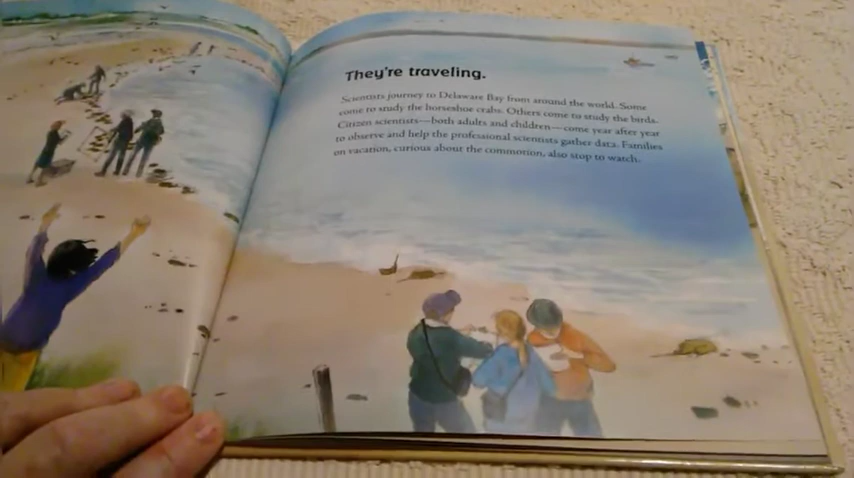 They're traveling.
Scientists journey to Delaware Bay from around the world. Some
come to study the horseshoe crabs. Others come to study the birds.
Citizen scientists—both adults and children—come year after year
to observe and help the professional scientists gather data. Families
on vacation, curious about the commotion, also stop to watch.